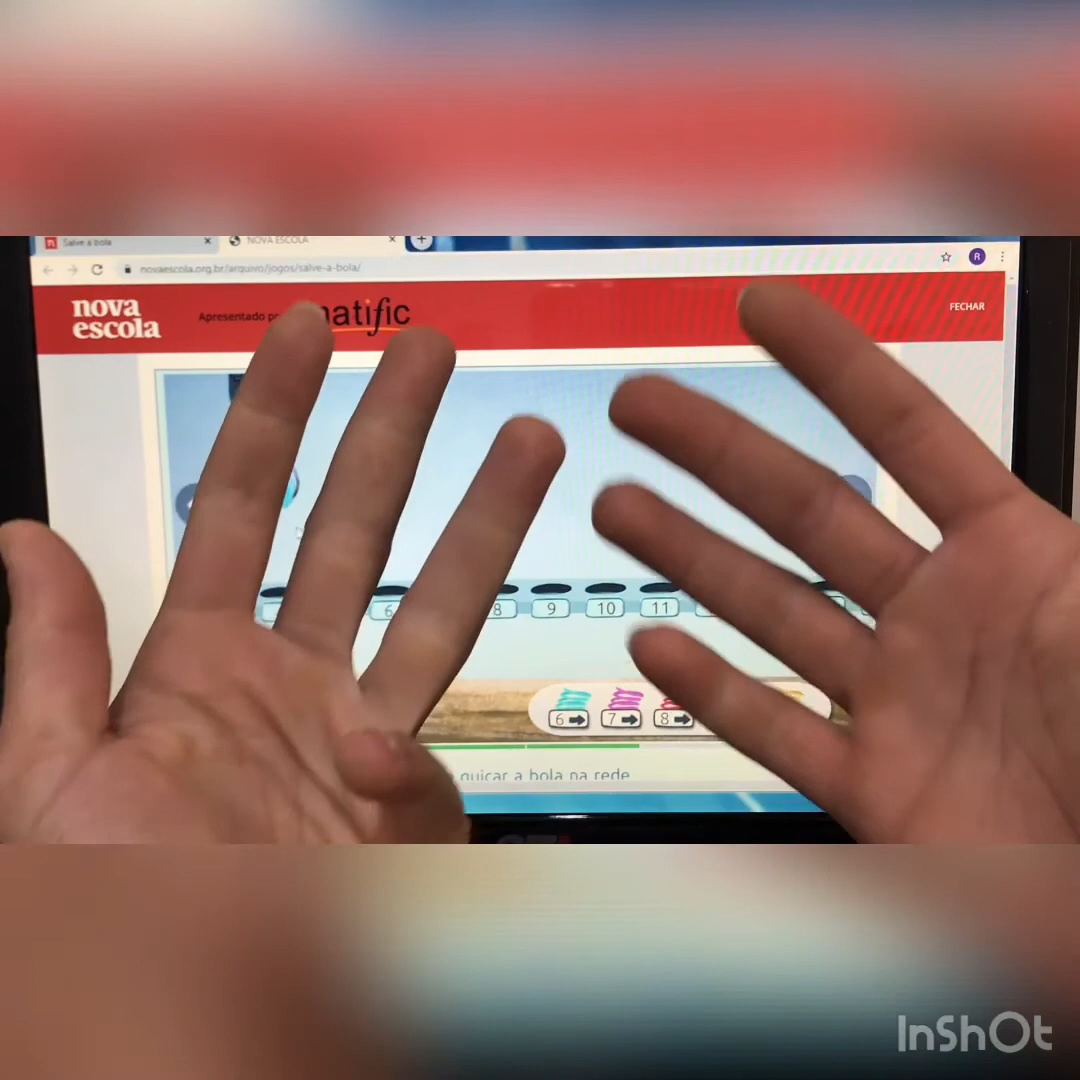 Salve a bola
NOVA ESCOLA
novaescola.org.br/arquivo/jogos/salve-a-bola/
R
nova
escola
Apresentado
matific
FECHAR
6 8 9 10 11
6 7 8
quicar a bola na rede
InShOt